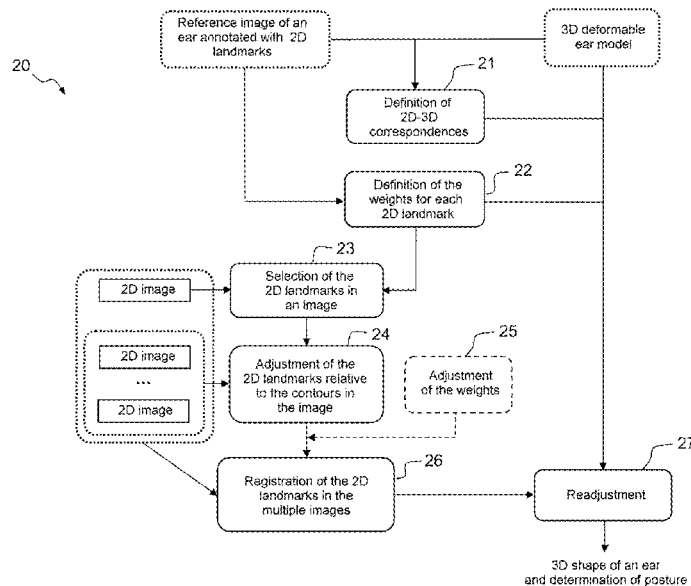 Reference image of an
ear annotated with 2D
landmarks
3D deformable
ear model
20
21
Definition of
2D-3D
correspondences
22
Definition of the
weights for each
2D landmark
23
2D image
Selection of the
2D landmarks in
an image
24
25
2D image
...
2D image
Adjustment of the
2D landmarks relative
to the contours in
the image
Adjustment
of the weights
26
27
Registration of the 2D
landmarks in the
multiple images
Readjustment
3D shape of an ear
and determination of posture